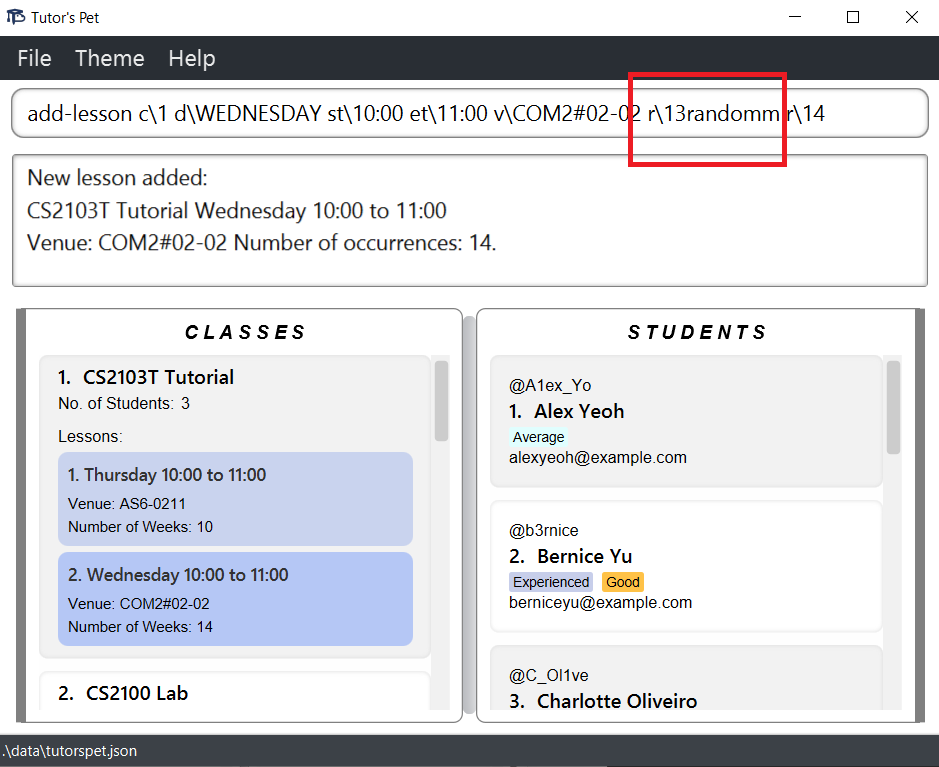 Tutor's Pet
File Theme Help
add-lesson c\1 d\WEDNESDAY st\10:00 et\11:00 v\COM2#02-02 r\13randomm r\14
New lesson added:
CS2103T Tutorial Wednesday 10:00 to 11:00
Venue: COM2#02-02 Number of occurrences: 14.
CLASSES
1. CS2103T Tutorial
No. of Students: 3
Lessons:
1. Thursday 10:00 to 11:00
Venue: AS6-0211
Number of Weeks: 10
2. Wednesday 10:00 to 11:00
Venue: COM2#02-02
Number of Weeks: 14
2. CS2100 Lab
STUDENTS
@A1ex_Yo
1. Alex Yeoh
Average
alexyeoh@example.com
@b3rnice
2. Bernice Yu
Experienced Good
berniceyu@example.com
@C_Ol1ve
3. Charlotte Oliveiro
.\data\tutorspet.json